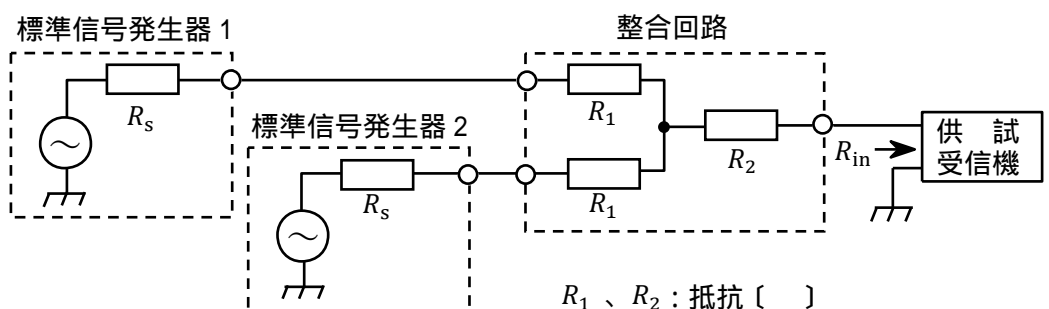 標準信号発生器 1
整合回路
R_s
R_1
標準信号発生器 2
R_2
R_in
供 試
受信機
R_s
R_1
R_1 、R_2 : 抵抗〔 〕